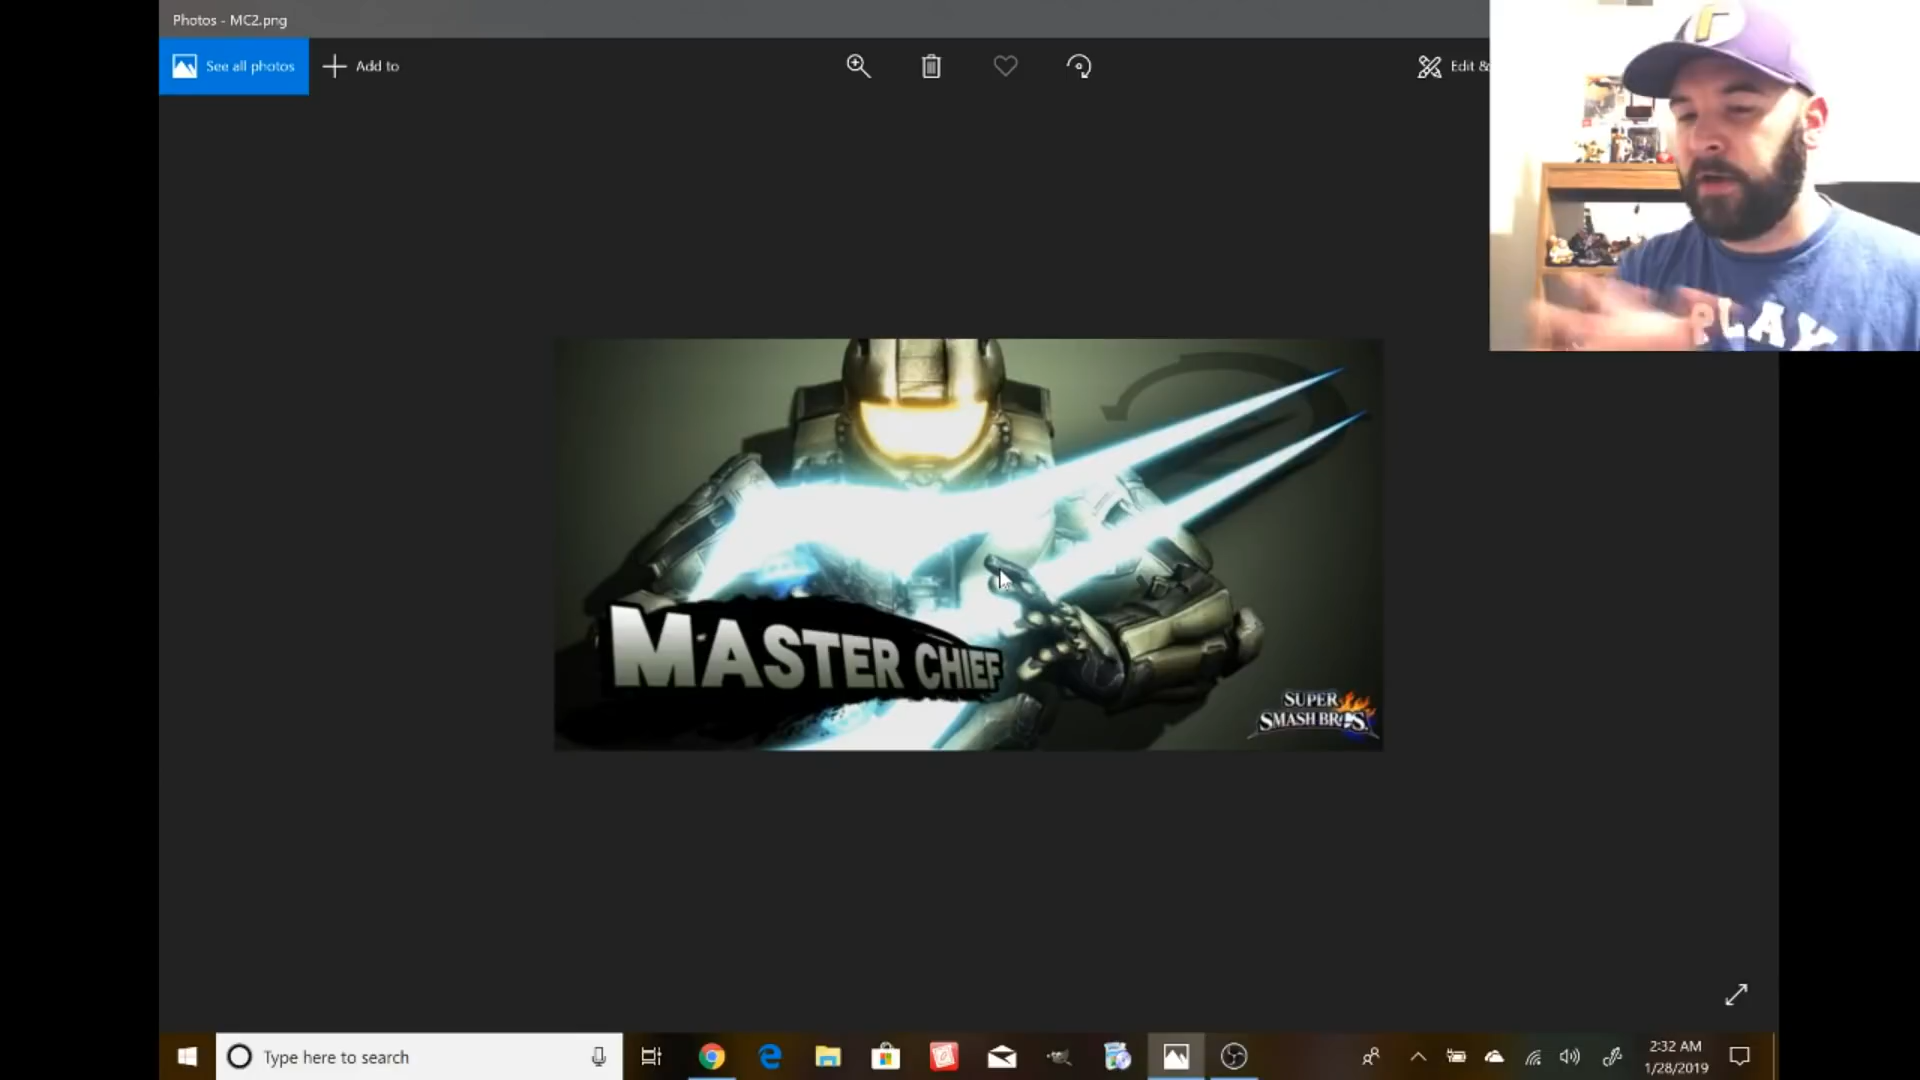 Photos - MC2.png
See all photos
Add to
Edit &
PLAY
MASTER CHIEF
SUPER
SMASH BROS.
Type here to search
2:32 AM
1/28/2019